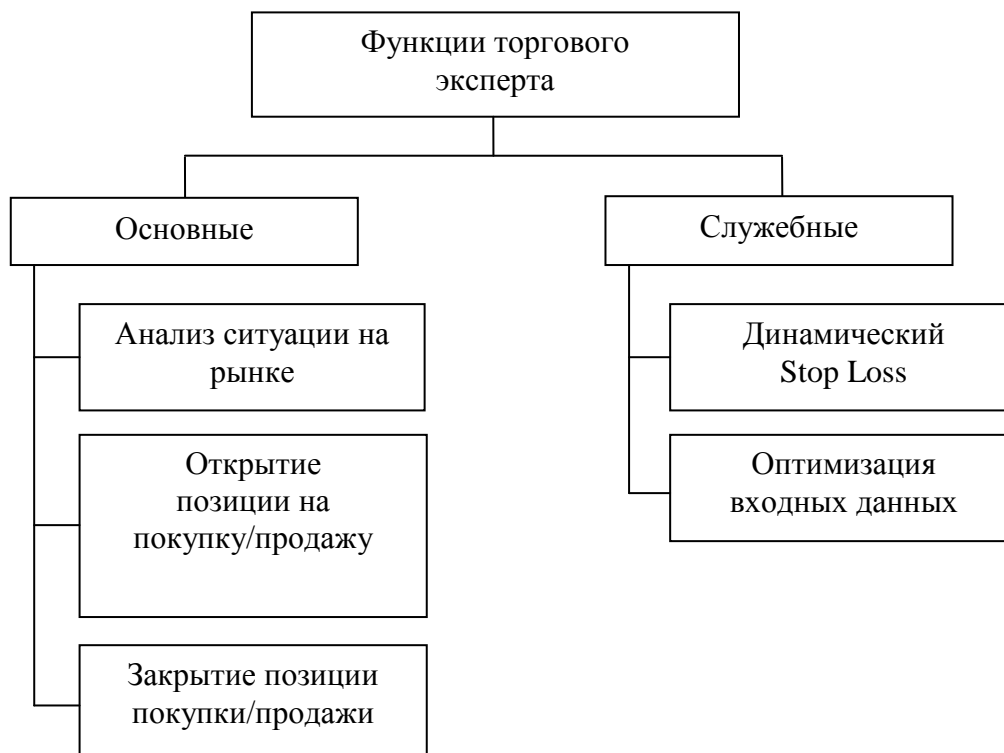 Функции торгового
эксперта
Основные
Служебные
Анализ ситуации на
рынке
Динамический
Stop Loss
Открытие
позиции на
покупку/продажу
Оптимизация
входных данных
Закрытие позиции
покупки/продажи